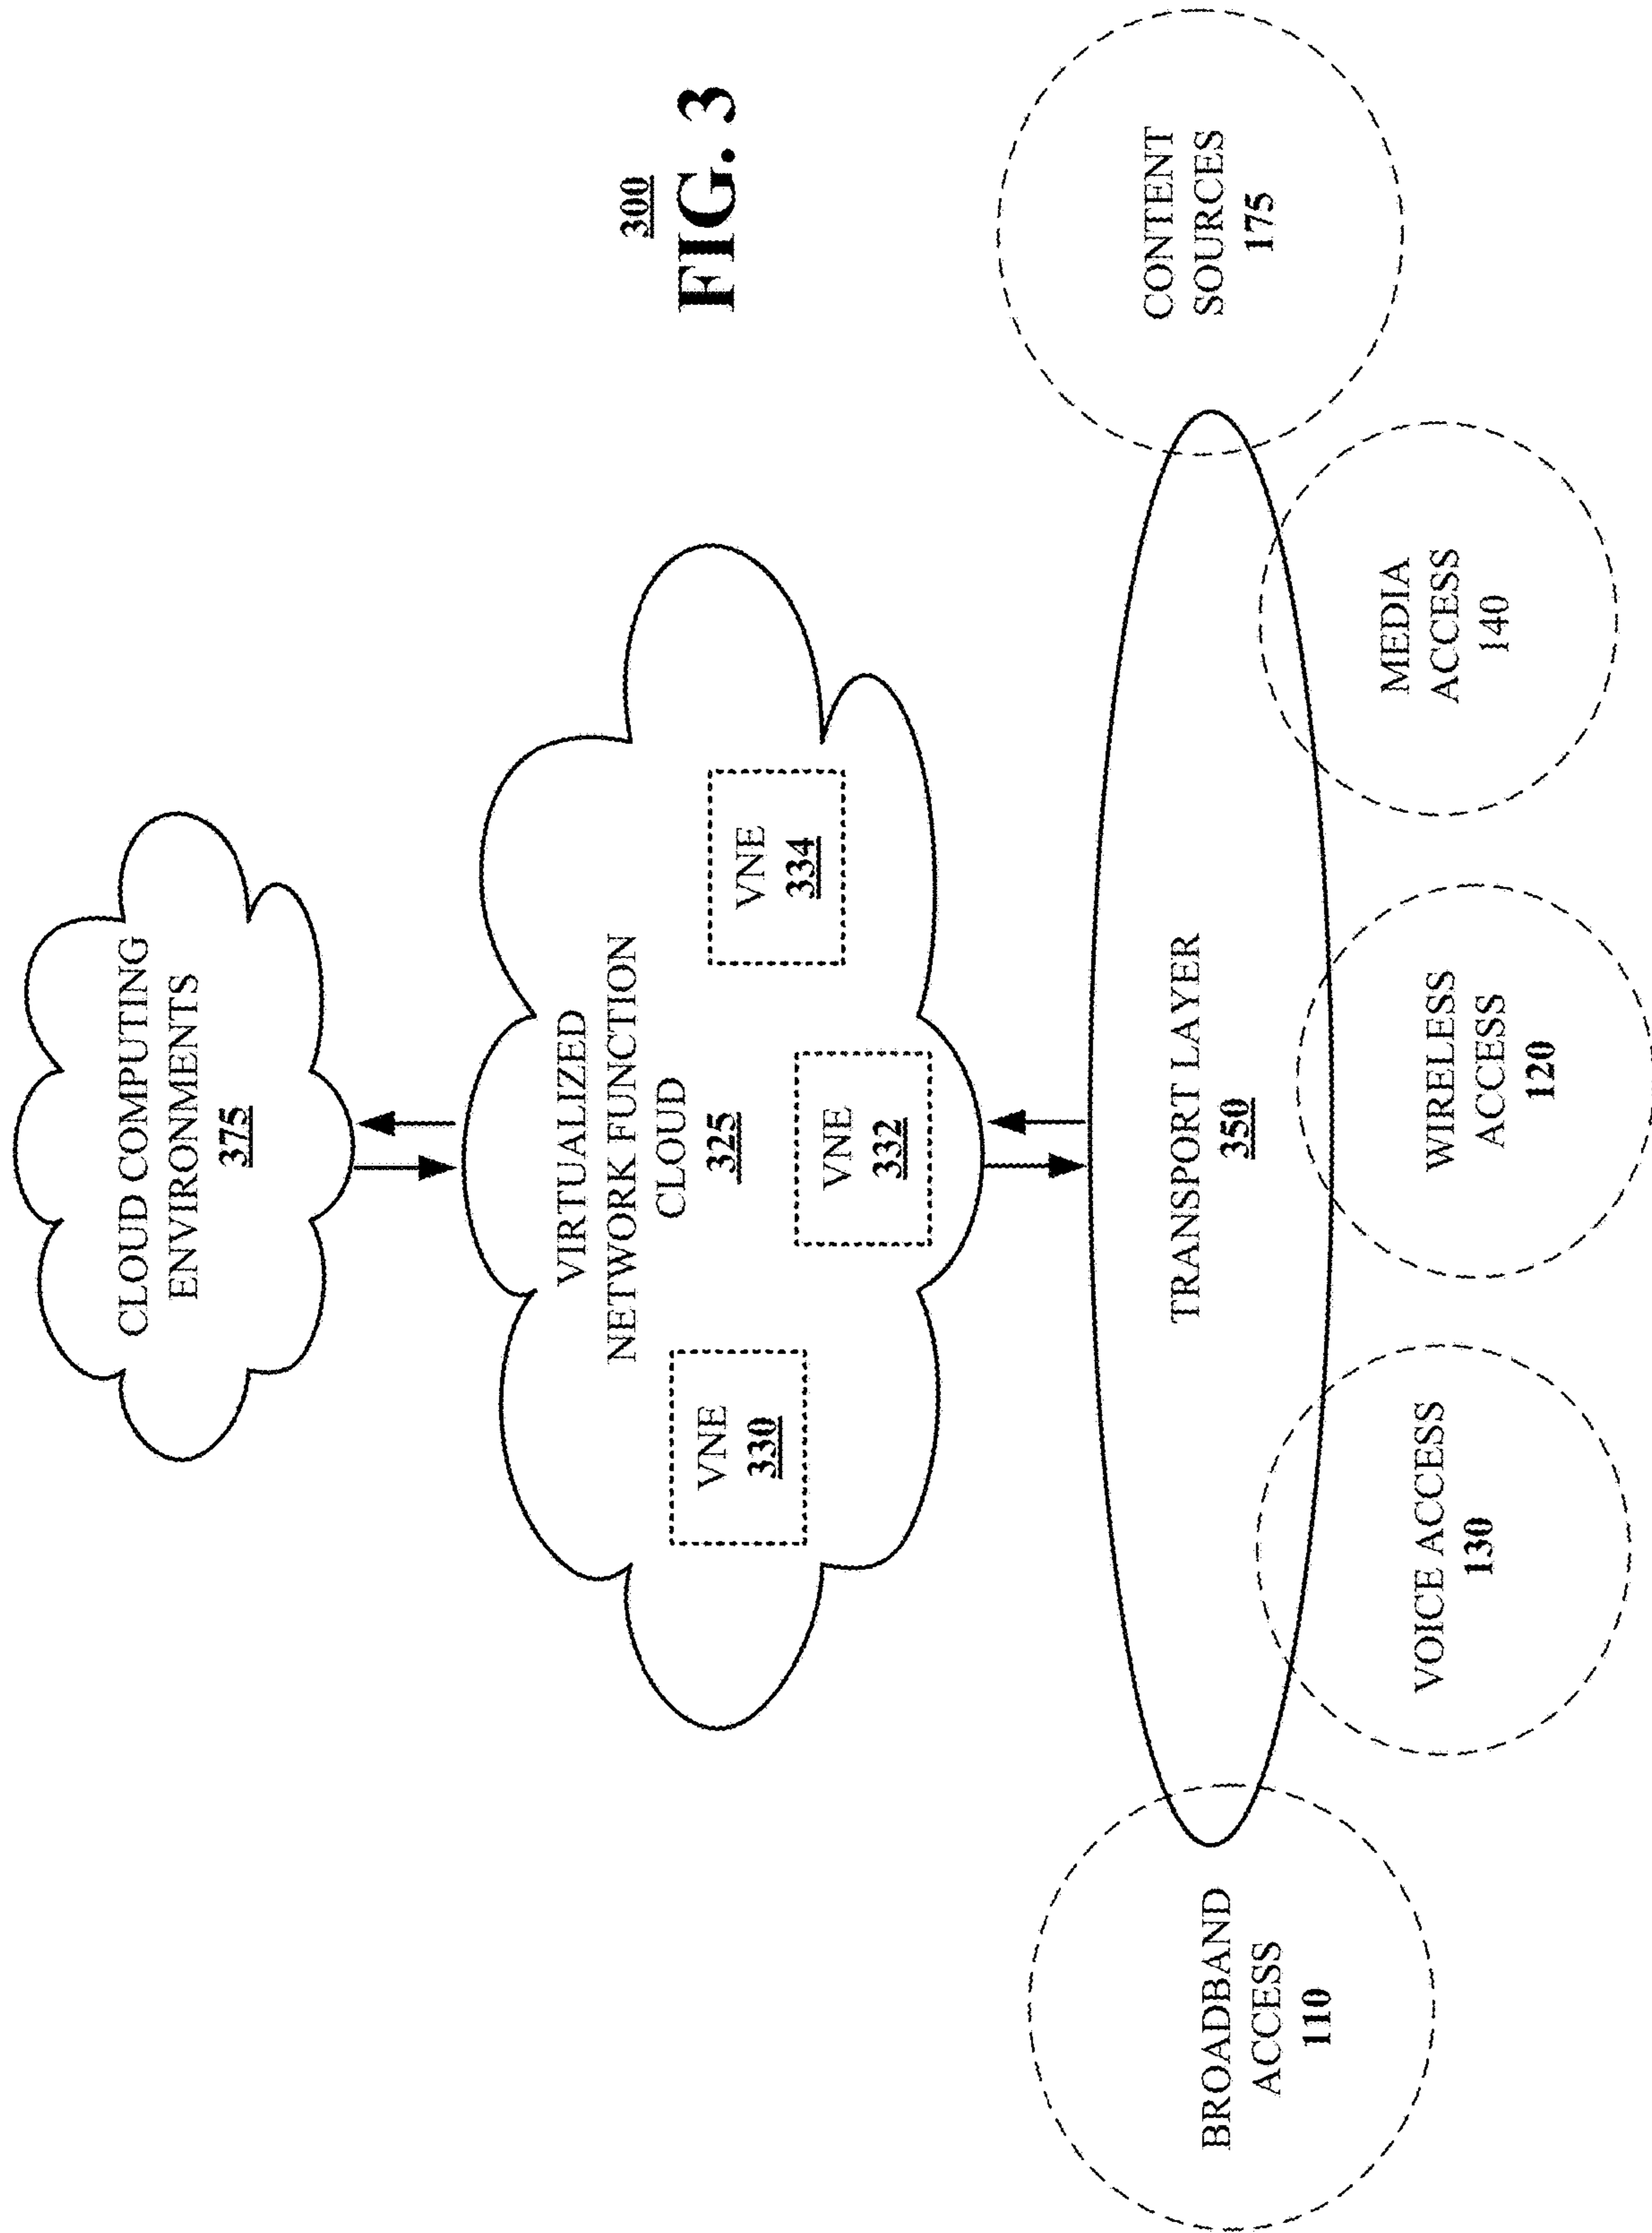 CLOUD COMPUTING
ENVIRONMENTS
375
VIRTUALIZED
NETWORK FUNCTION
CLOUD
325
VNE
330
VNE
332
VNE
334
300
FIG. 3
TRANSPORT LAYER
350
BROADBAND
ACCESS
110
VOICE ACCESS
130
WIRELESS
ACCESS
120
MEDIA
ACCESS
140
CONTENT
SOURCES
175